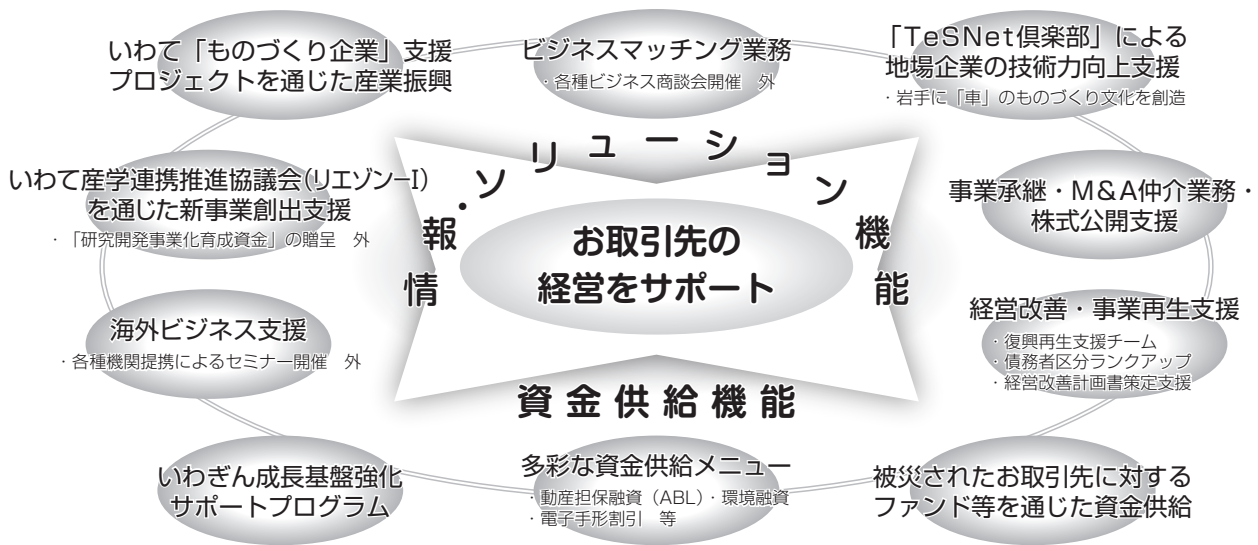 いわて「ものづくり企業」支援
プロジェクトを通じた産業振興
ビジネスマッチング業務
・各種ビジネス商談会開催　外
「TeSNet倶楽部」による
地場企業の技術力向上支援
・岩手に「車」のものづくり文化を創造
いわて産学連携推進協議会(リエゾン−I)
を通じた新事業創出支援
・「研究開発事業化育成資金」の贈呈　外
情報・ソリューション機能
お取引先の
経営をサポート
事業承継・M&A仲介業務・
株式公開支援
海外ビジネス支援
・各種機関提携によるセミナー開催　外
経営改善・事業再生支援
・復興再生支援チーム
・債務者区分ランクアップ
・経営改善計画書策定支援
資金供給機能
いわぎん成長基盤強化
サポートプログラム
多彩な資金供給メニュー
・動産担保融資（ABL）・環境融資
・電子手形割引　等
被災されたお取引先に対する
ファンド等を通じた資金供給